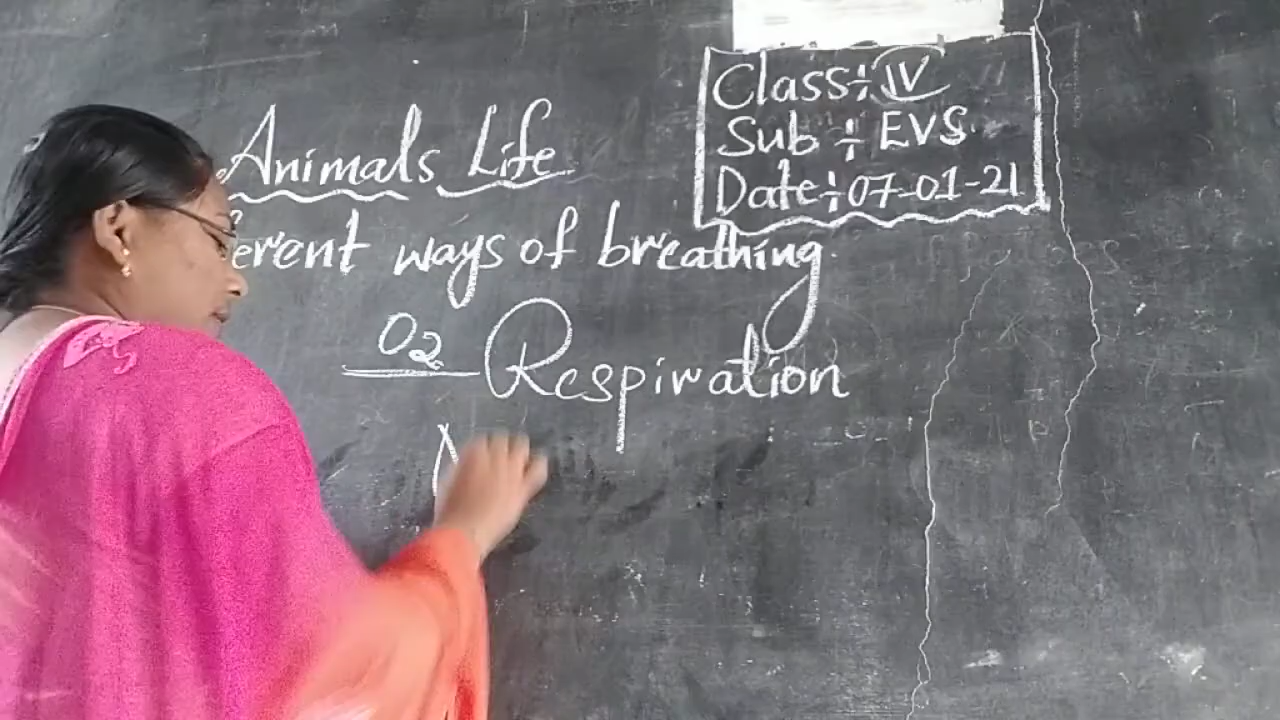 Class÷ IV
Sub ÷ EVS
Date÷07-01-21
Animals Life
erent ways of breathing
O2 Respiration
N